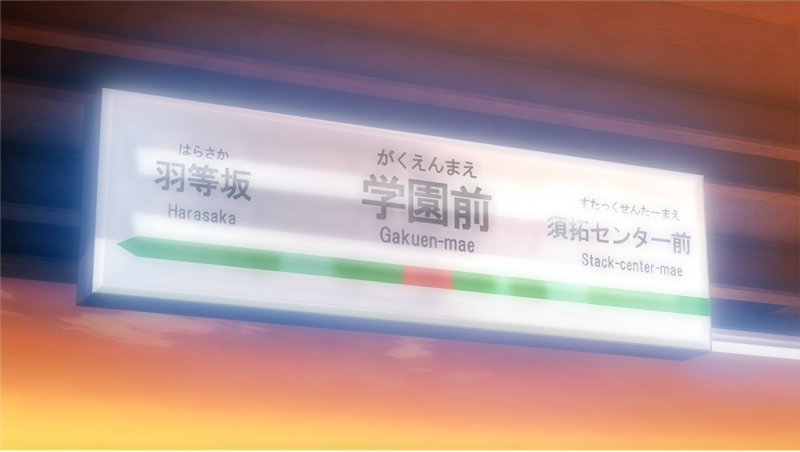 はらさか
羽等坂
Harasaka
がくえんまえ
学園前
Gakuen-mae
すたっくせんたーまえ
須拓センター前
Stack-center-mae